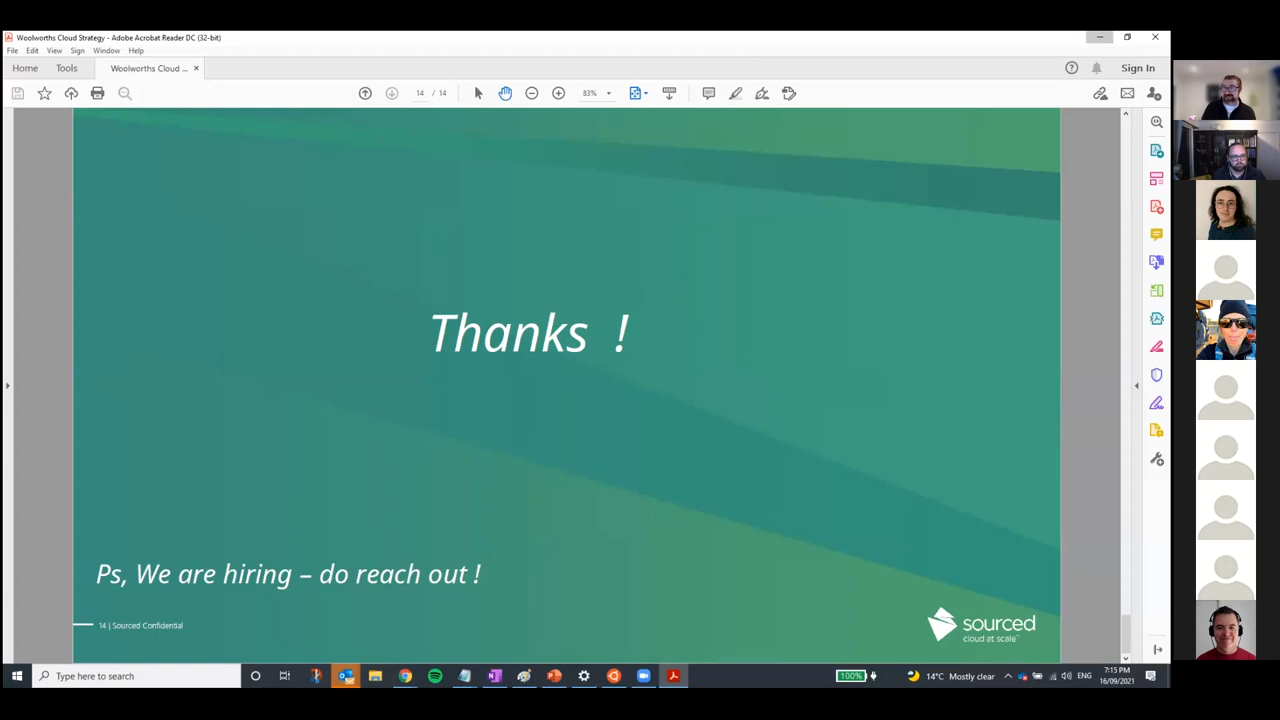 Woolworths Cloud Strategy - Adobe Acrobat Reader DC (32-bit)
File Edit View Sign Window Help
Home Tools Woolworths Cloud ... × Sign In
14 / 14 83%
Thanks !
Ps, We are hiring – do reach out !
14 | Sourced Confidential
sourced
cloud at scale™
Type here to search
100% 14°C Mostly clear ENG
7:15 PM
16/09/2021